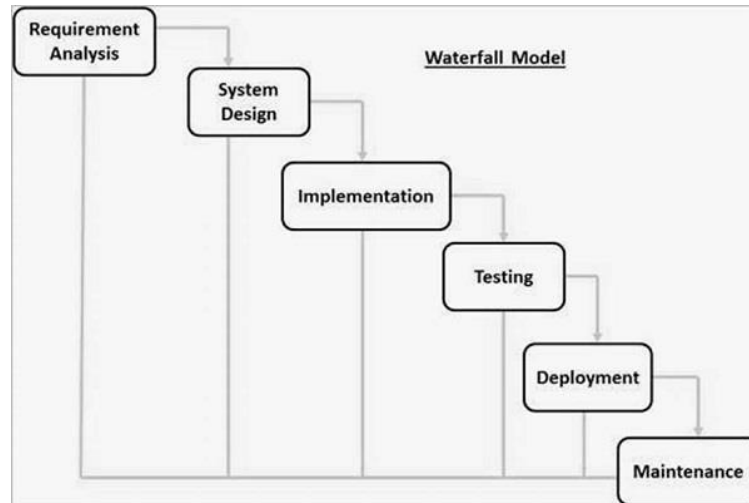 Requirement
Analysis
Waterfall Model
System
Design
Implementation
Testing
Deployment
Maintenance